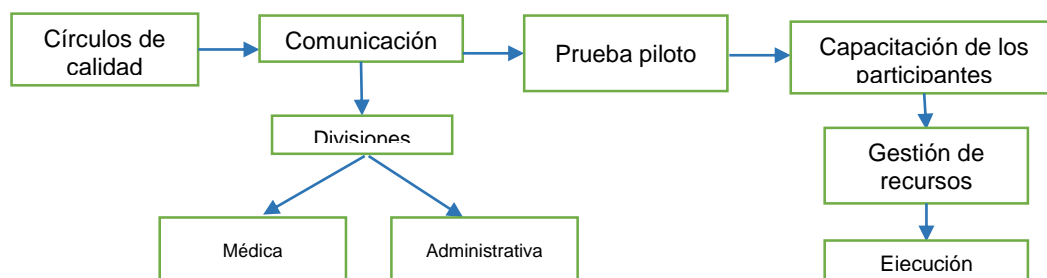 Círculos de
calidad
Comunicación
Prueba piloto
Capacitación de los
participantes
Divisiones
Gestión de
recursos
Médica
Administrativa
Ejecución